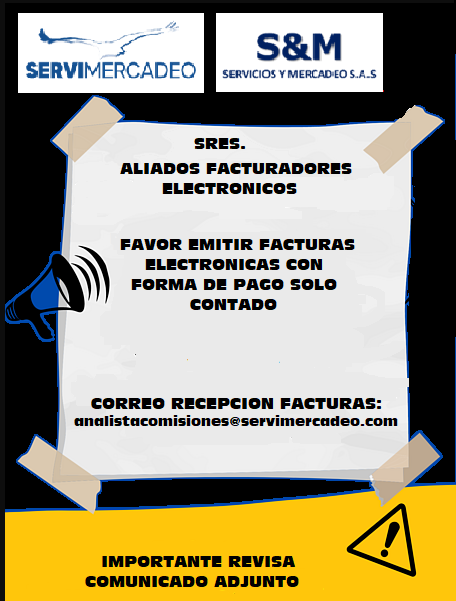 SERVIMERCADEO
S&M
SERVICIOS Y MERCADEO S.A.S
SRES.
ALIADOS FACTURADORES
ELECTRONICOS
FAVOR EMITIR FACTURAS
ELECTRONICAS CON
FORMA DE PAGO SOLO
CONTADO
CORREO RECEPCION FACTURAS:
analistacomisiones@servimercadeo.com
IMPORTANTE REVISA
COMUNICADO ADJUNTO